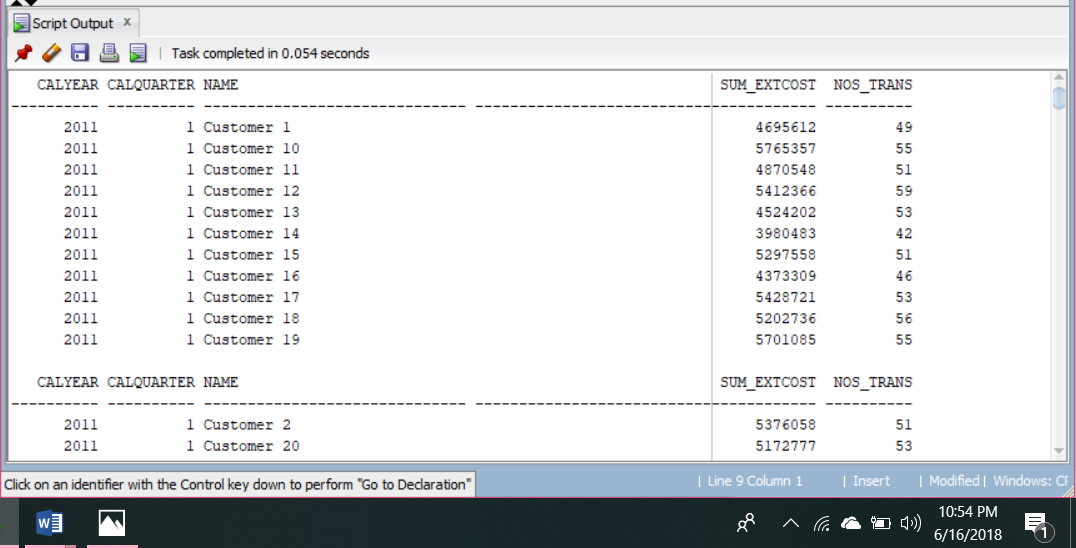 Script Output x
Task completed in 0.054 seconds
CALYEAR CALQUARTER NAME SUM_EXTCOST NOS_TRANS
---------- ---------- ------------------------------ --------------------------------------- ----------
2011 1 Customer 1 4695612 49
2011 1 Customer 10 5765357 55
2011 1 Customer 11 4870548 51
2011 1 Customer 12 5412366 59
2011 1 Customer 13 4524202 53
2011 1 Customer 14 3980483 42
2011 1 Customer 15 5297558 51
2011 1 Customer 16 4373309 46
2011 1 Customer 17 5428721 53
2011 1 Customer 18 5202736 56
2011 1 Customer 19 5701085 55
CALYEAR CALQUARTER NAME SUM_EXTCOST NOS_TRANS
---------- ---------- ------------------------------ --------------------------------------- ----------
2011 1 Customer 2 5376058 51
2011 1 Customer 20 5172777 53
Click on an identifier with the Control key down to perform "Go to Declaration" | Line 9 Column 1 | Insert | Modified | Windows: CF
W 10:54 PM
6/16/2018 1